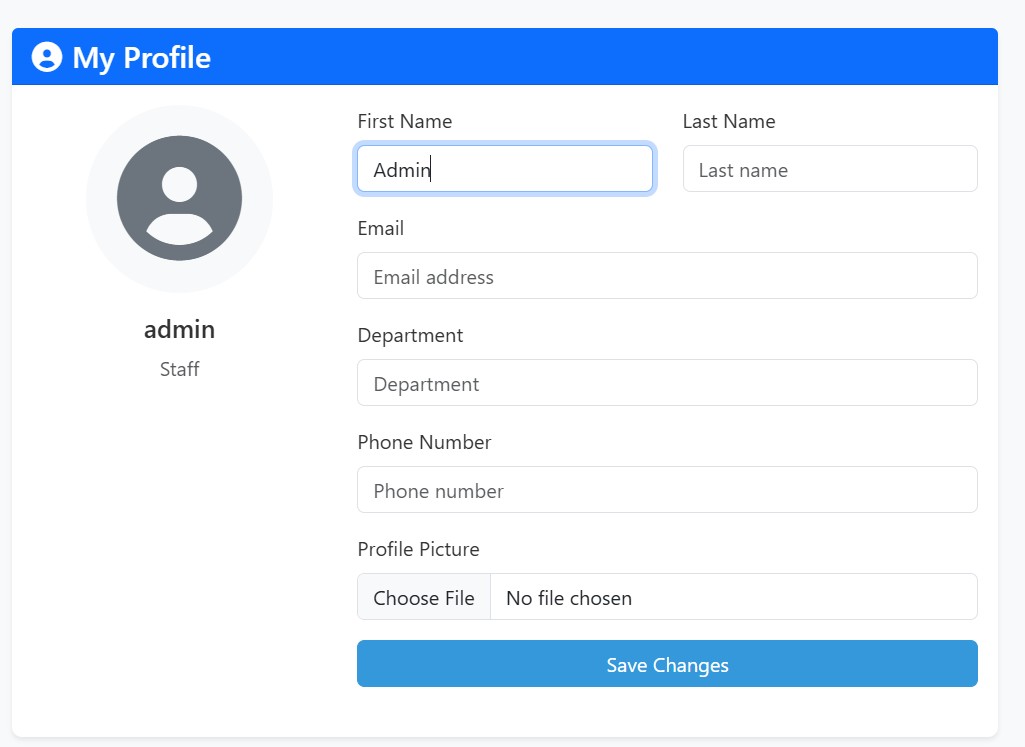 My Profile
admin
Staff
First Name
Last Name
Admin
Last name
Email
Email address
Department
Department
Phone Number
Phone number
Profile Picture
Choose File No file chosen
Save Changes